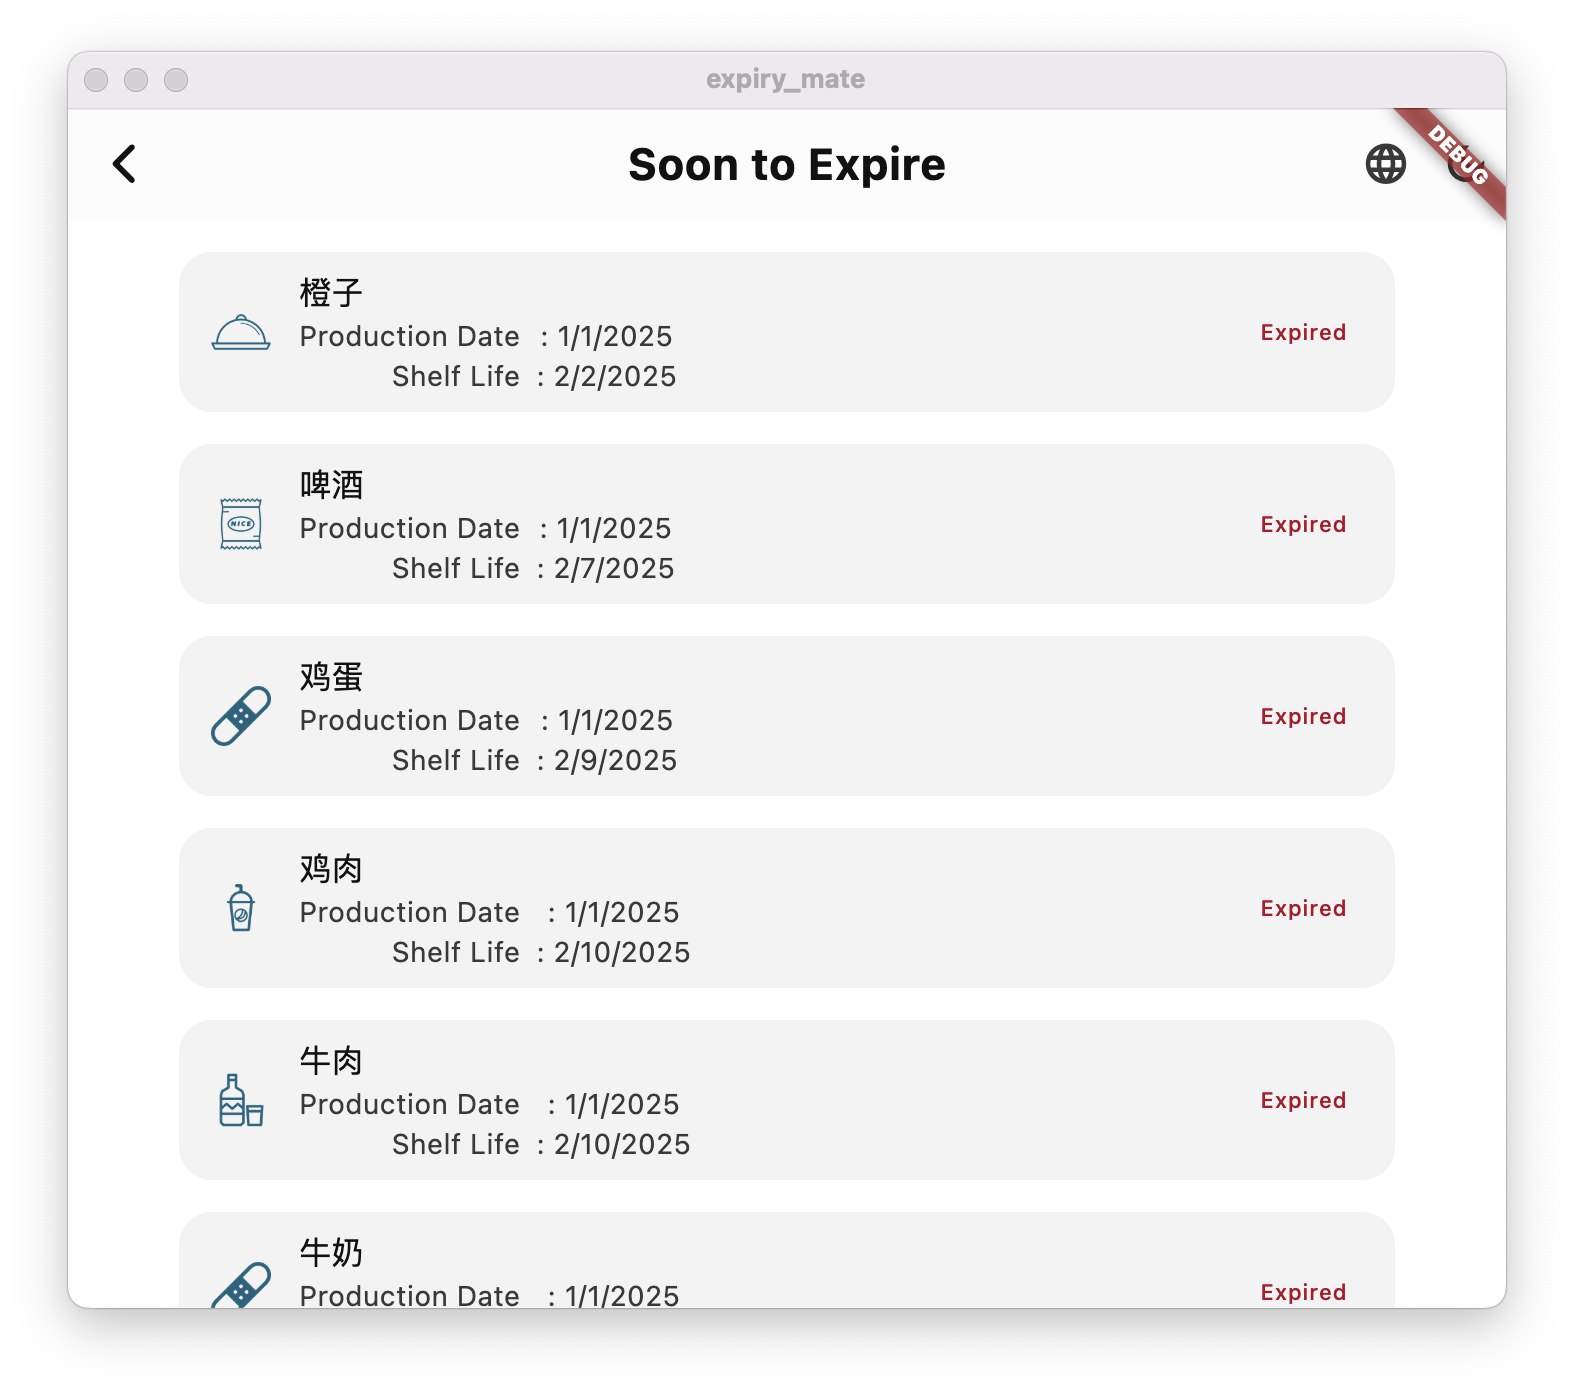 expiry_mate
Soon to Expire
DEBUG
橙子
Production Date : 1/1/2025
Shelf Life : 2/2/2025
Expired
NICE
啤酒
Production Date : 1/1/2025
Shelf Life : 2/7/2025
Expired
鸡蛋
Production Date : 1/1/2025
Shelf Life : 2/9/2025
Expired
鸡肉
Production Date : 1/1/2025
Shelf Life : 2/10/2025
Expired
牛肉
Production Date : 1/1/2025
Shelf Life : 2/10/2025
Expired
牛奶
Production Date : 1/1/2025
Expired